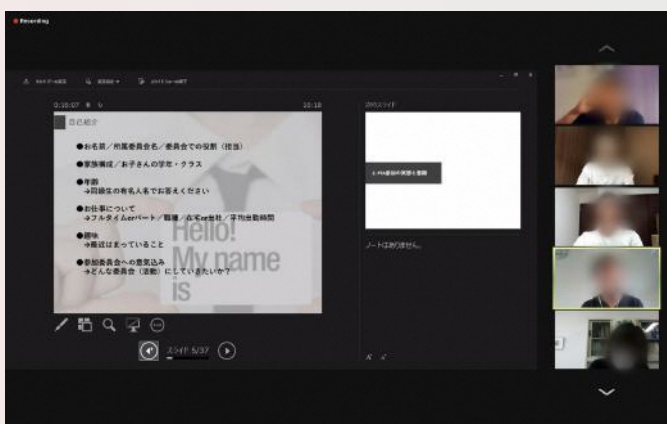 Recording
0:16:07
10:18
自己紹介
●お名前/所属委員会名/委員会での役割(担当)
●家族構成/お子さんの学年・クラス
●年齢
→同級生の有名人名でお答えください
●お仕事について
→フルタイムorパート/職種/在宅or出社/平均出勤時間
●趣味
→最近はまっていること
●参加委員会への意気込み
→どんな委員会(活動)にしていきたいか?
Hello!
My name
is
スライド 5/37
次のスライド
ノートはありません。